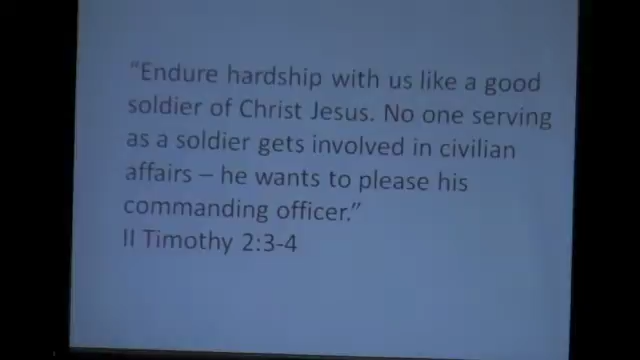 “Endure hardship with us like a good
soldier of Christ Jesus. No one serving
as a soldier gets involved in civilian
affairs – he wants to please his
commanding officer.”
II Timothy 2:3-4